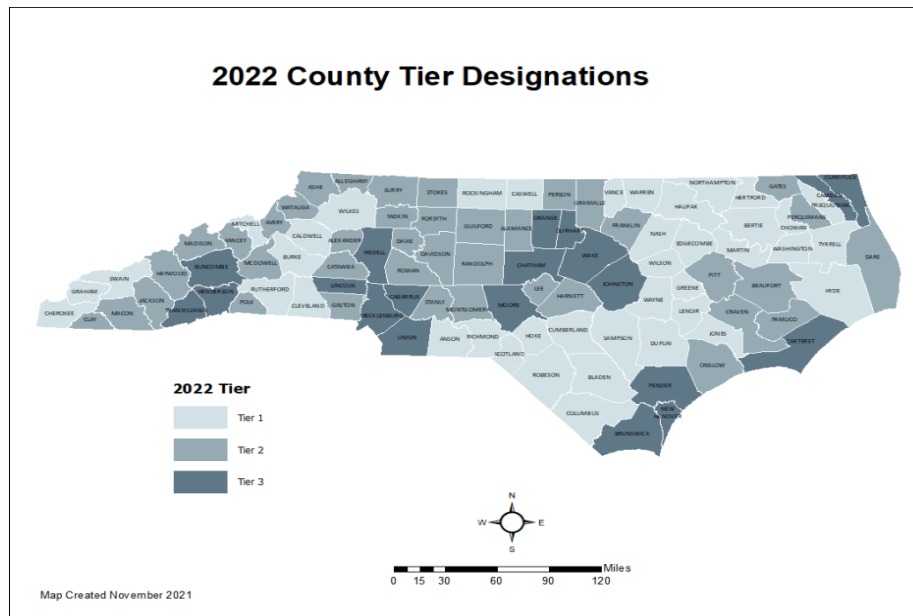 2022 County Tier Designations
ALLEGHANY
ASHE
SURRY
STOKES
ROCKINGHAM
CASWELL
PERSON
GRANVILLE
VANCE
WARREN
NORTHAMPTON
GATES
CURRITUCK
CAMDEN
PASQUOTANK
HERTFORD
HALIFAX
WATAUGA
WILKES
YADKIN
FORSYTH
GUILFORD
ALAMANCE
ORANGE
DURHAM
FRANKLIN
PERQUIMANS
CHOWAN
BERTIE
MITCHELL
AVERY
CALDWELL
ALEXANDER
DAVIE
NASH
EDGECOMBE
MARTIN
WASHINGTON
TYRRELL
DARE
MADISON
YANCEY
BURKE
IREDELL
DAVIDSON
RANDOLPH
CHATHAM
WAKE
WILSON
HAYWOOD
BUNCOMBE
MCDOWELL
CATAWBA
ROWAN
PITT
BEAUFORT
HYDE
SWAIN
GRAHAM
RUTHERFORD
LINCOLN
CABARRUS
STANLY
MONTGOMERY
MOORE
LEE
HARNETT
JOHNSTON
WAYNE
GREENE
LENOIR
CRAVEN
PAMLICO
JACKSON
HENDERSON
TRANSYLVANIA
POLK
CLEVELAND
GASTON
MECKLENBURG
CHEROKEE
CLAY
MACON
UNION
ANSON
RICHMOND
SCOTLAND
HOKE
CUMBERLAND
SAMPSON
DUPLIN
JONES
CARTERET
ONSLOW
ROBESON
BLADEN
PENDER
COLUMBUS
NEW
HANOVER
BRUNSWICK
2022 Tier
Tier 1
Tier 2
Tier 3
N
W E
S
Miles
0 15 30 60 90 120
Map Created November 2021